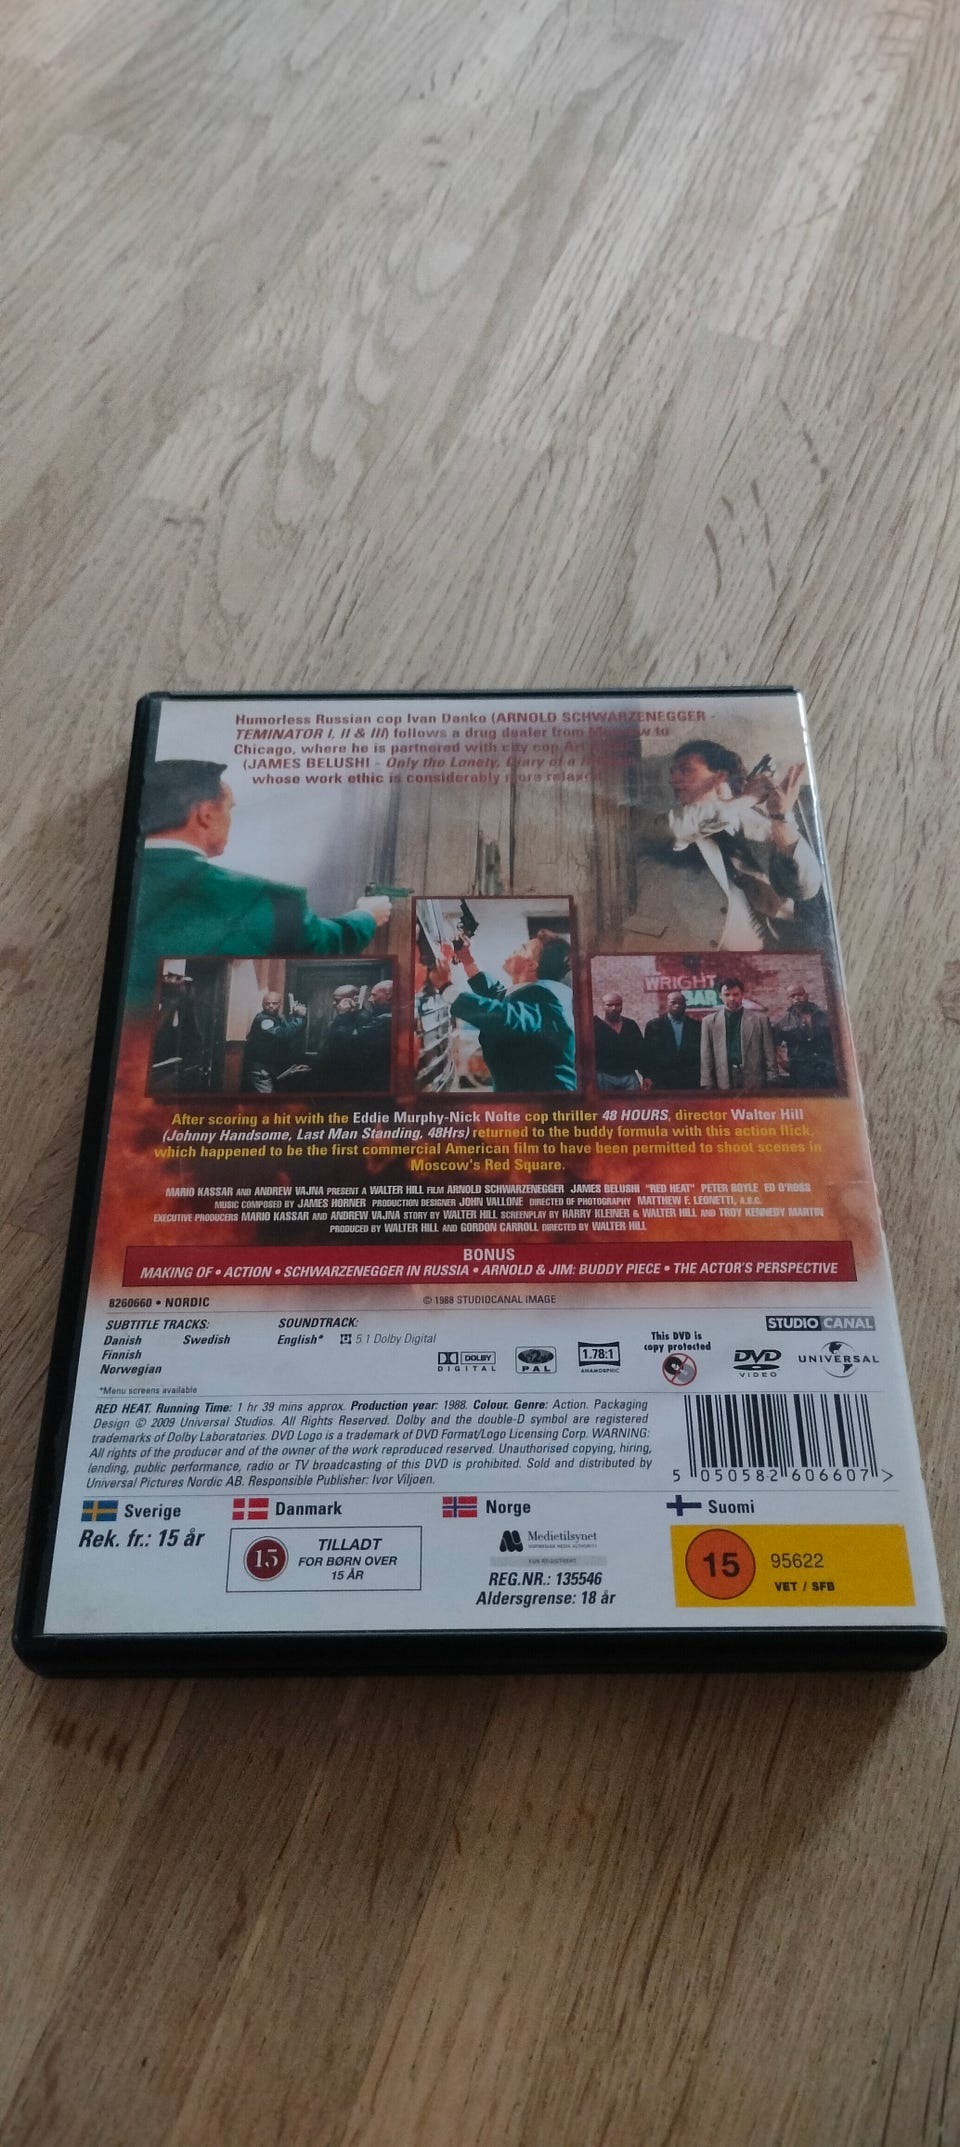 Humorless Russian cop Ivan Danko (ARNOLD SCHWARZENEGGER -
TEMINATOR I, II & III) follows a drug dealer from Moscow to
Chicago, where he is partnered with city cop Art
(JAMES BELUSHI - Only the Lonely, Diary of a
whose work ethic is considerably more relaxed
WRIGHT
BAR
After scoring a hit with the Eddie Murphy-Nick Nolte cop thriller 48 HOURS, director Walter Hill
(Johnny Handsome, Last Man Standing, 48Hrs) returned to the buddy formula with this action flick,
which happened to be the first commercial American film to have been permitted to shoot scenes in
Moscow's Red Square.
MARIO KASSAR AND ANDREW VAJNA PRESENT A WALTER HILL FILM ARNOLD SCHWARZENEGGER JAMES BELUSHI "RED HEAT" PETER BOYLE ED O'ROSS
MUSIC COMPOSED BY JAMES HORNER PRODUCTION DESIGNER JOHN VALLONE DIRECTED OF PHOTOGRAPHY MATTHEW F. LEONETTI, A.S.C.
EXECUTIVE PRODUCERS MARIO KASSAR AND ANDREW VAJNA STORY BY WALTER HILL SCREENPLAY BY HARRY KLEINER & WALTER HILL AND TROY KENNEDY MARTIN
PRODUCED BY WALTER HILL AND GORDON CARROLL DIRECTED BY WALTER HILL
BONUS
MAKING OF • ACTION • SCHWARZENEGGER IN RUSSIA • ARNOLD & JIM: BUDDY PIECE • THE ACTOR'S PERSPECTIVE
8260660 • NORDIC
© 1988 STUDIOCANAL IMAGE
SUBTITLE TRACKS:
Danish Swedish
Finnish
Norwegian
*Menu screens available
SOUNDTRACK:
English* 5.1 Dolby Digital
DOLBY
DIGITAL
PAL
1.78:1
ANAMORPHIC
This DVD is
copy protected
DVD
VIDEO
STUDIO CANAL
UNIVERSAL
RED HEAT. Running Time: 1 hr 39 mins approx. Production year: 1988. Colour. Genre: Action. Packaging
Design © 2009 Universal Studios. All Rights Reserved. Dolby and the double-D symbol are registered
trademarks of Dolby Laboratories. DVD Logo is a trademark of DVD Format/Logo Licensing Corp. WARNING:
All rights of the producer and of the owner of the work reproduced reserved. Unauthorised copying, hiring,
lending, public performance, radio or TV broadcasting of this DVD is prohibited. Sold and distributed by
Universal Pictures Nordic AB. Responsible Publisher: Ivor Viljoen.
5 050582 606607 >
Sverige
Rek. fr.: 15 år
Danmark
15
TILLADT
FOR BØRN OVER
15 ÅR
Norge
Medietilsynet
NORWEGIAN MEDIA AUTHORITY
KUN REGISTRERT
REG.NR.: 135546
Aldersgrense: 18 år
Suomi
15
95622
VET / SFB